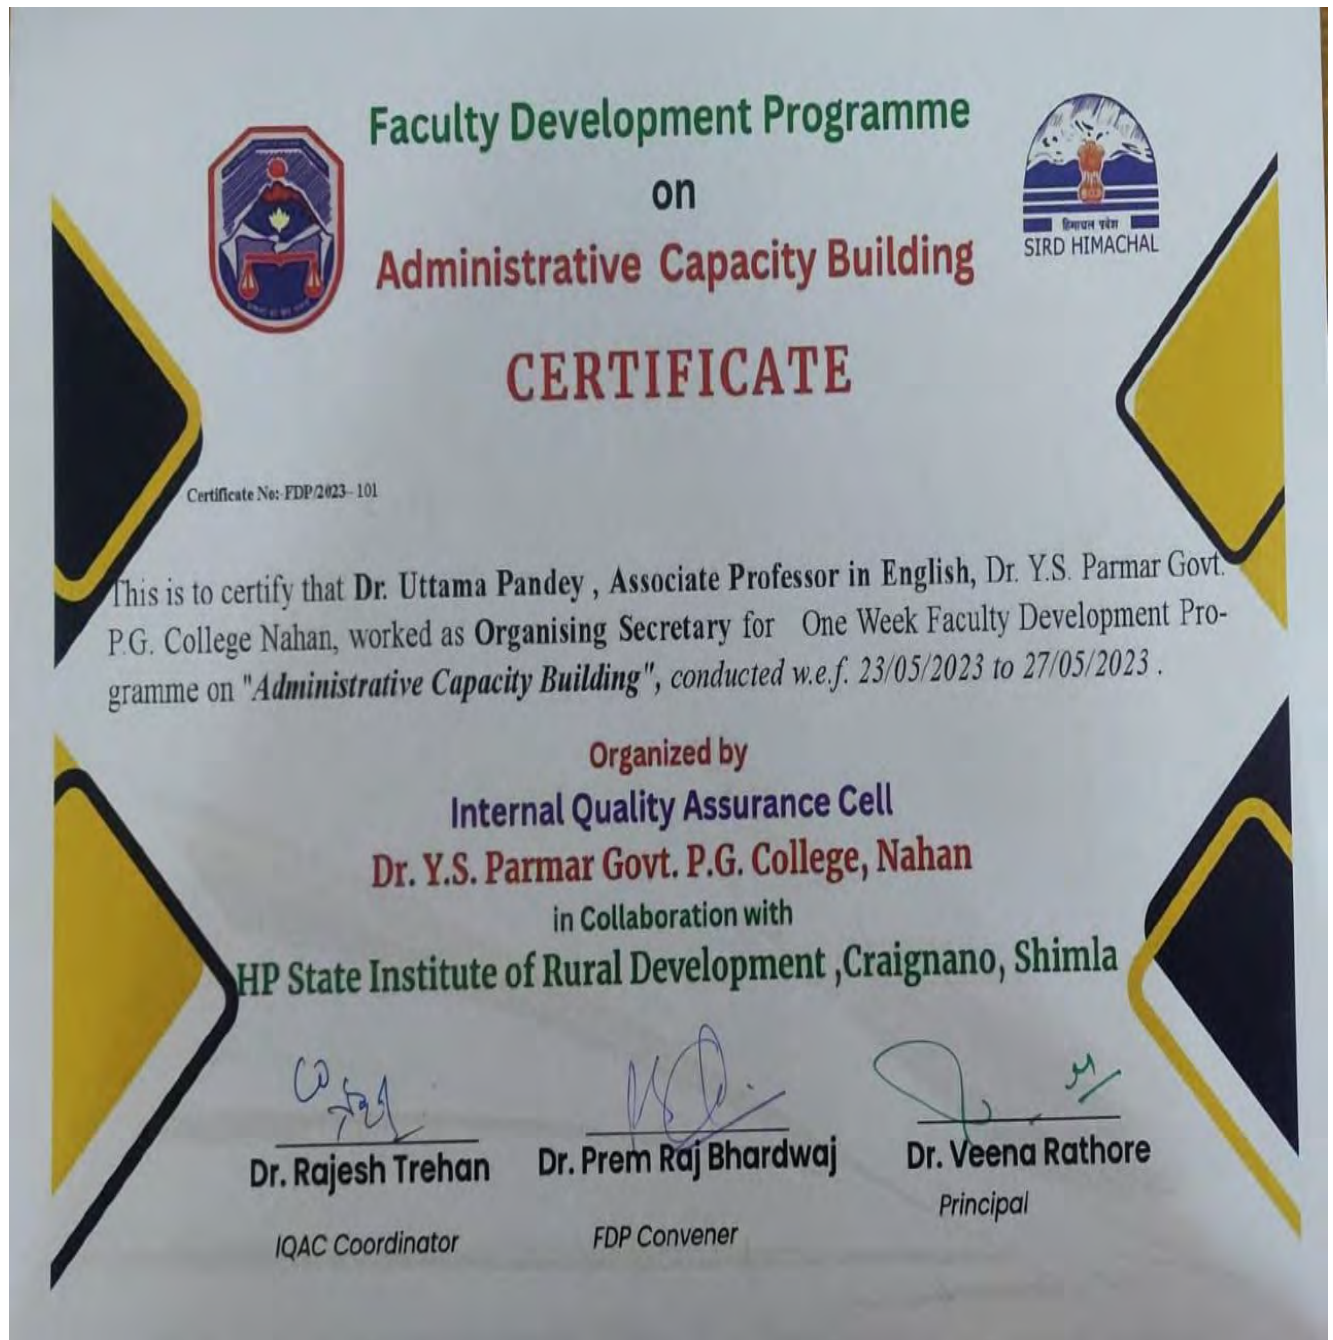 Faculty Development Programme
on
Administrative Capacity Building
हिमाचल प्रदेश
SIRD HIMACHAL
CERTIFICATE
Certificate No:-FDP/2023–101
This is to certify that Dr. Uttama Pandey , Associate Professor in English, Dr. Y.S. Parmar Govt.
P.G. College Nahan, worked as Organising Secretary for One Week Faculty Development Pro-
gramme on "Administrative Capacity Building", conducted w.e.f. 23/05/2023 to 27/05/2023 .
Organized by
Internal Quality Assurance Cell
Dr. Y.S. Parmar Govt. P.G. College, Nahan
in Collaboration with
HP State Institute of Rural Development ,Craignano, Shimla
Dr. Rajesh Trehan
IQAC Coordinator
Dr. Prem Raj Bhardwaj
FDP Convener
Dr. Veena Rathore
Principal